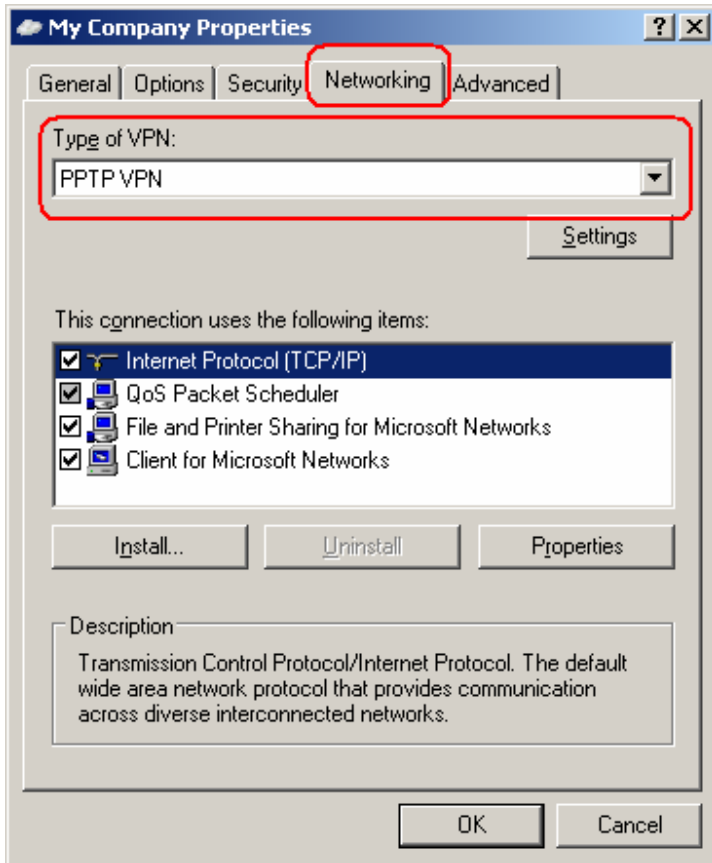 My Company Properties
General Options Security Networking Advanced
Type of VPN:
PPTP VPN
Settings
This connection uses the following items:
Internet Protocol (TCP/IP)
QoS Packet Scheduler
File and Printer Sharing for Microsoft Networks
Client for Microsoft Networks
Install... Uninstall Properties
Description
Transmission Control Protocol/Internet Protocol. The default
wide area network protocol that provides communication
across diverse interconnected networks.
OK Cancel